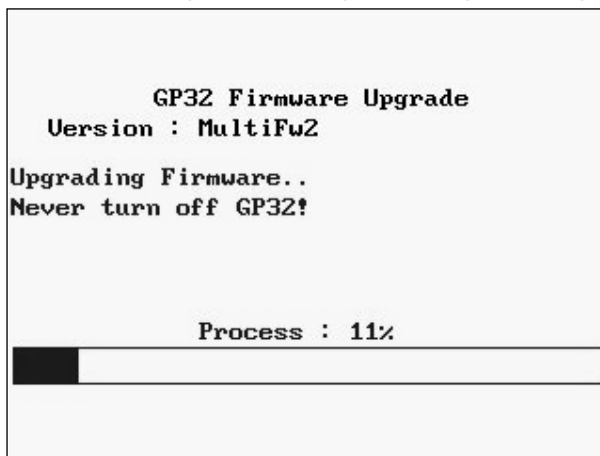 GP32 Firmware Upgrade
Version : MultiFw2
Upgrading Firmware..
Never turn off GP32!
Process : 11%